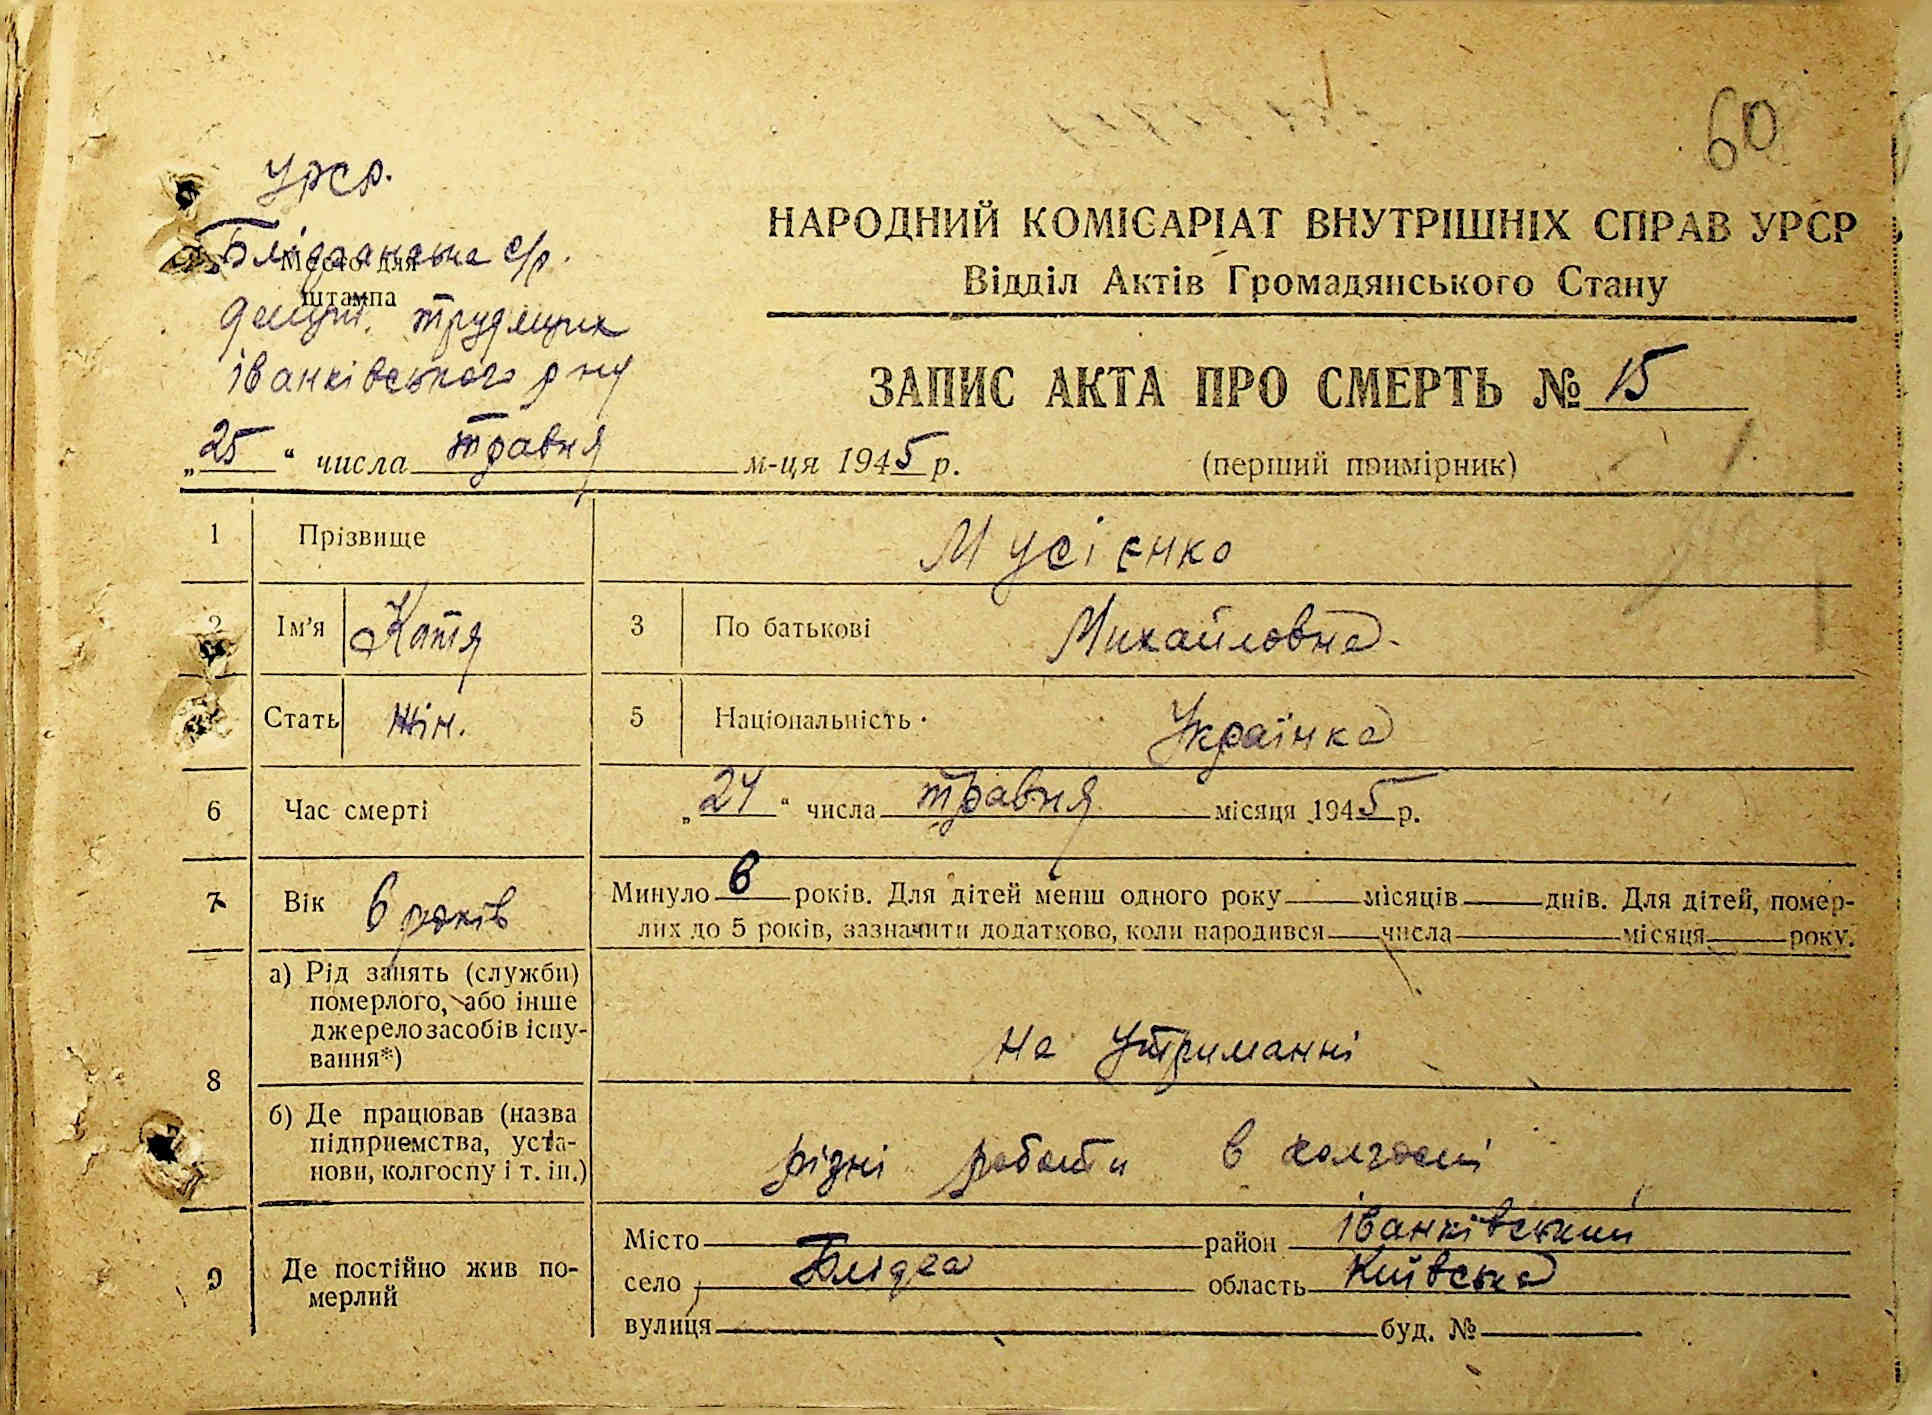 60
УРСР.
Блідчанська с/р.
Место для
штампа
депут. трудящих
іванківського р ну
НАРОДНИЙ КОМІСАРІАТ ВНУТРІШНІХ СПРАВ УРСР
Відділ Актів Громадянського Стану
ЗАПИС АКТА ПРО СМЕРТЬ № 15
„25“ числа травня м-ця 1945 р. (перший примірник)
1 Прізвище Мусієнко
2 Ім'я Катя 3 По батькові Михайловна.
Стать жін. 5 Національність Українка
6 Час смерті „24“ числа травня місяця 1945 р.
7 Вік 6 років Минуло 6 років. Для дітей менш одного року місяців днів. Для дітей, помер-
лих до 5 років, зазначити додатково, коли народився числа місяця року.
8 а) Рід занять (служби)
померлого, або інше
джерело засобів існу-
вання*) на утриманні
б) Де працював (назва
підприємства, уста-
нови, колгоспу і т. ін.) різні роботи в колгоспі
9 Де постійно жив по-
мерлий
Місто район іванківський
село Блідча область Київська
вулиця буд. №